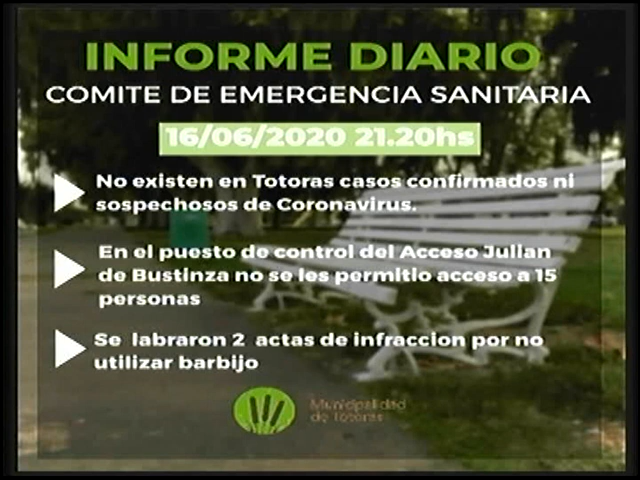 INFORME DIARIO
COMITE DE EMERGENCIA SANITARIA
16/06/2020 21.20hs
No existen en Totoras casos confirmados ni
sospechosos de Coronavirus.
En el puesto de control del Acceso Julian
de Bustinza no se les permitio acceso a 15
personas
Se labraron 2 actas de infraccion por no
utilizar barbijo
Municipalidad
de Totoras